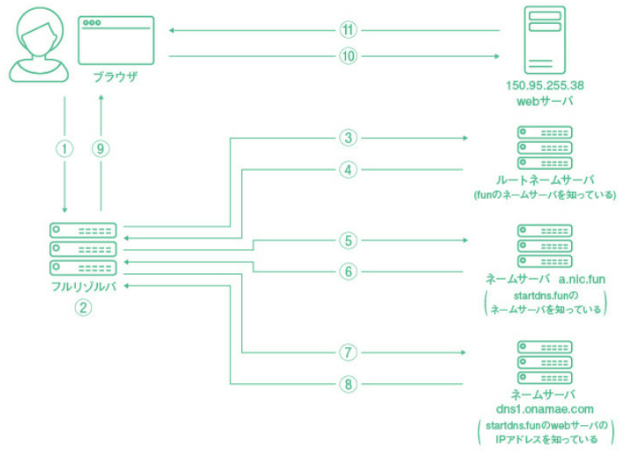 ⑪
⑩
ブラウザ
150.95.255.38
webサーバ
①
⑨
③
④
ルートネームサーバ
(funのネームサーバを知っている)
⑤
⑥
フルリゾルバ
②
ネームサーバ a.nic.fun
(startdns.funの
ネームサーバを知っている)
⑦
⑧
ネームサーバ
dns1.onamae.com
(startdns.funのwebサーバの
IPアドレスを知っている)